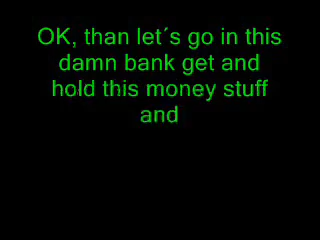 OK, than let´s go in this
damn bank get and
hold this money stuff
and